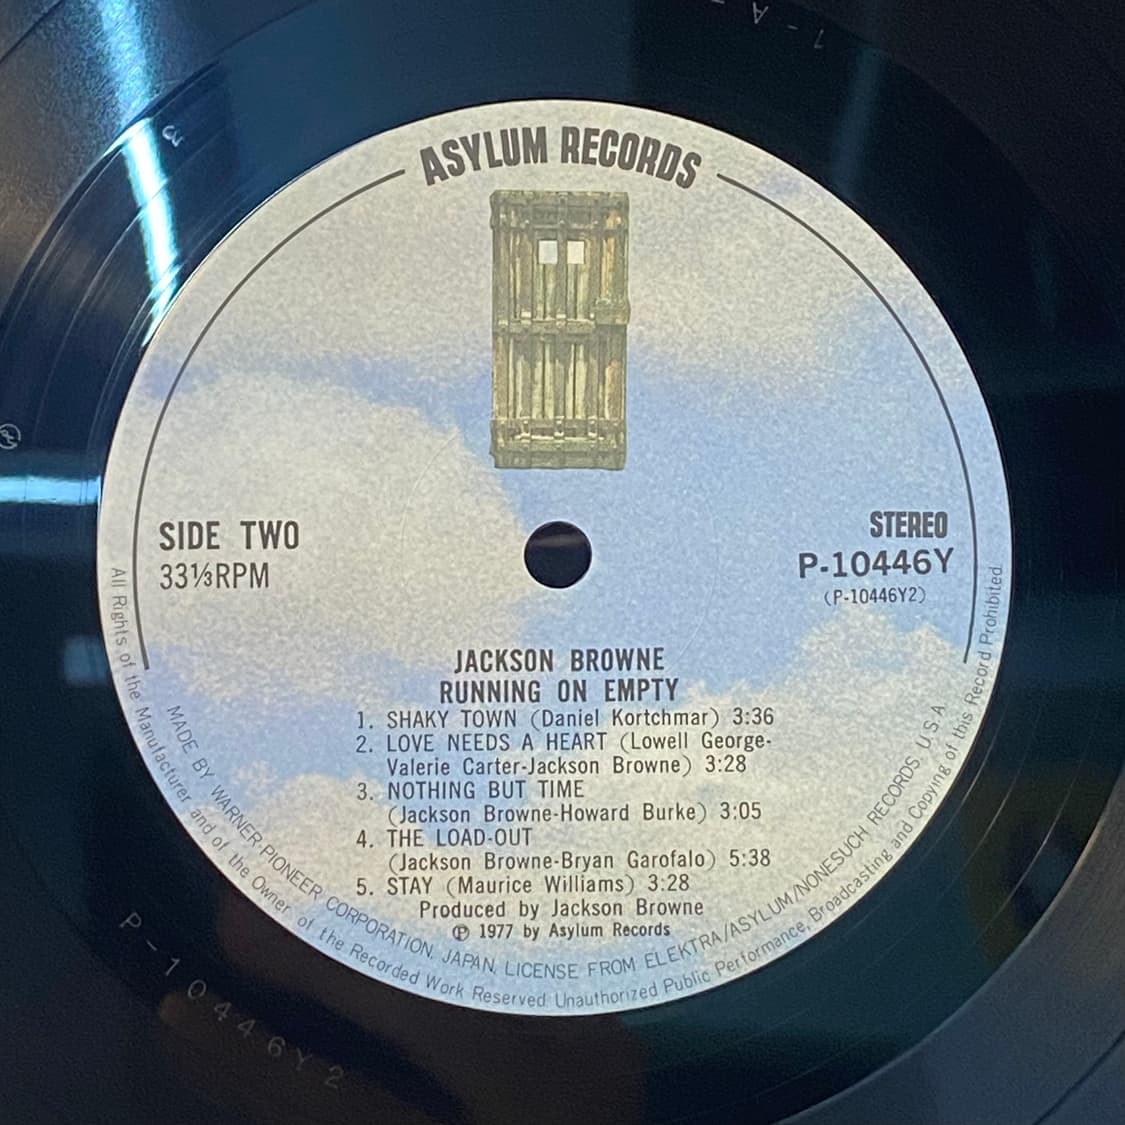 ASYLUM RECORDS
SIDE TWO
33⅓RPM
STEREO
P-10446Y
(P-10446Y2)
JACKSON BROWNE
RUNNING ON EMPTY
1. SHAKY TOWN (Daniel Kortchmar) 3:36
2. LOVE NEEDS A HEART (Lowell George-
Valerie Carter-Jackson Browne) 3:28
3. NOTHING BUT TIME
(Jackson Browne-Howard Burke) 3:05
4. THE LOAD-OUT
(Jackson Browne-Bryan Garofalo) 5:38
5. STAY (Maurice Williams) 3:28
Produced by Jackson Browne
Ⓟ 1977 by Asylum Records
MADE BY WARNER PIONEER CORPORATION, JAPAN, LICENSE FROM ELEKTRA/ASYLUM/NONESUCH RECORDS, U.S.A.
All Rights of the Manufacturer and of the Owner of the Recorded Work Reserved Unauthorized Public Performance, Broadcasting and Copying of this Record Prohibited.
P-10446Y2
1-A-
3